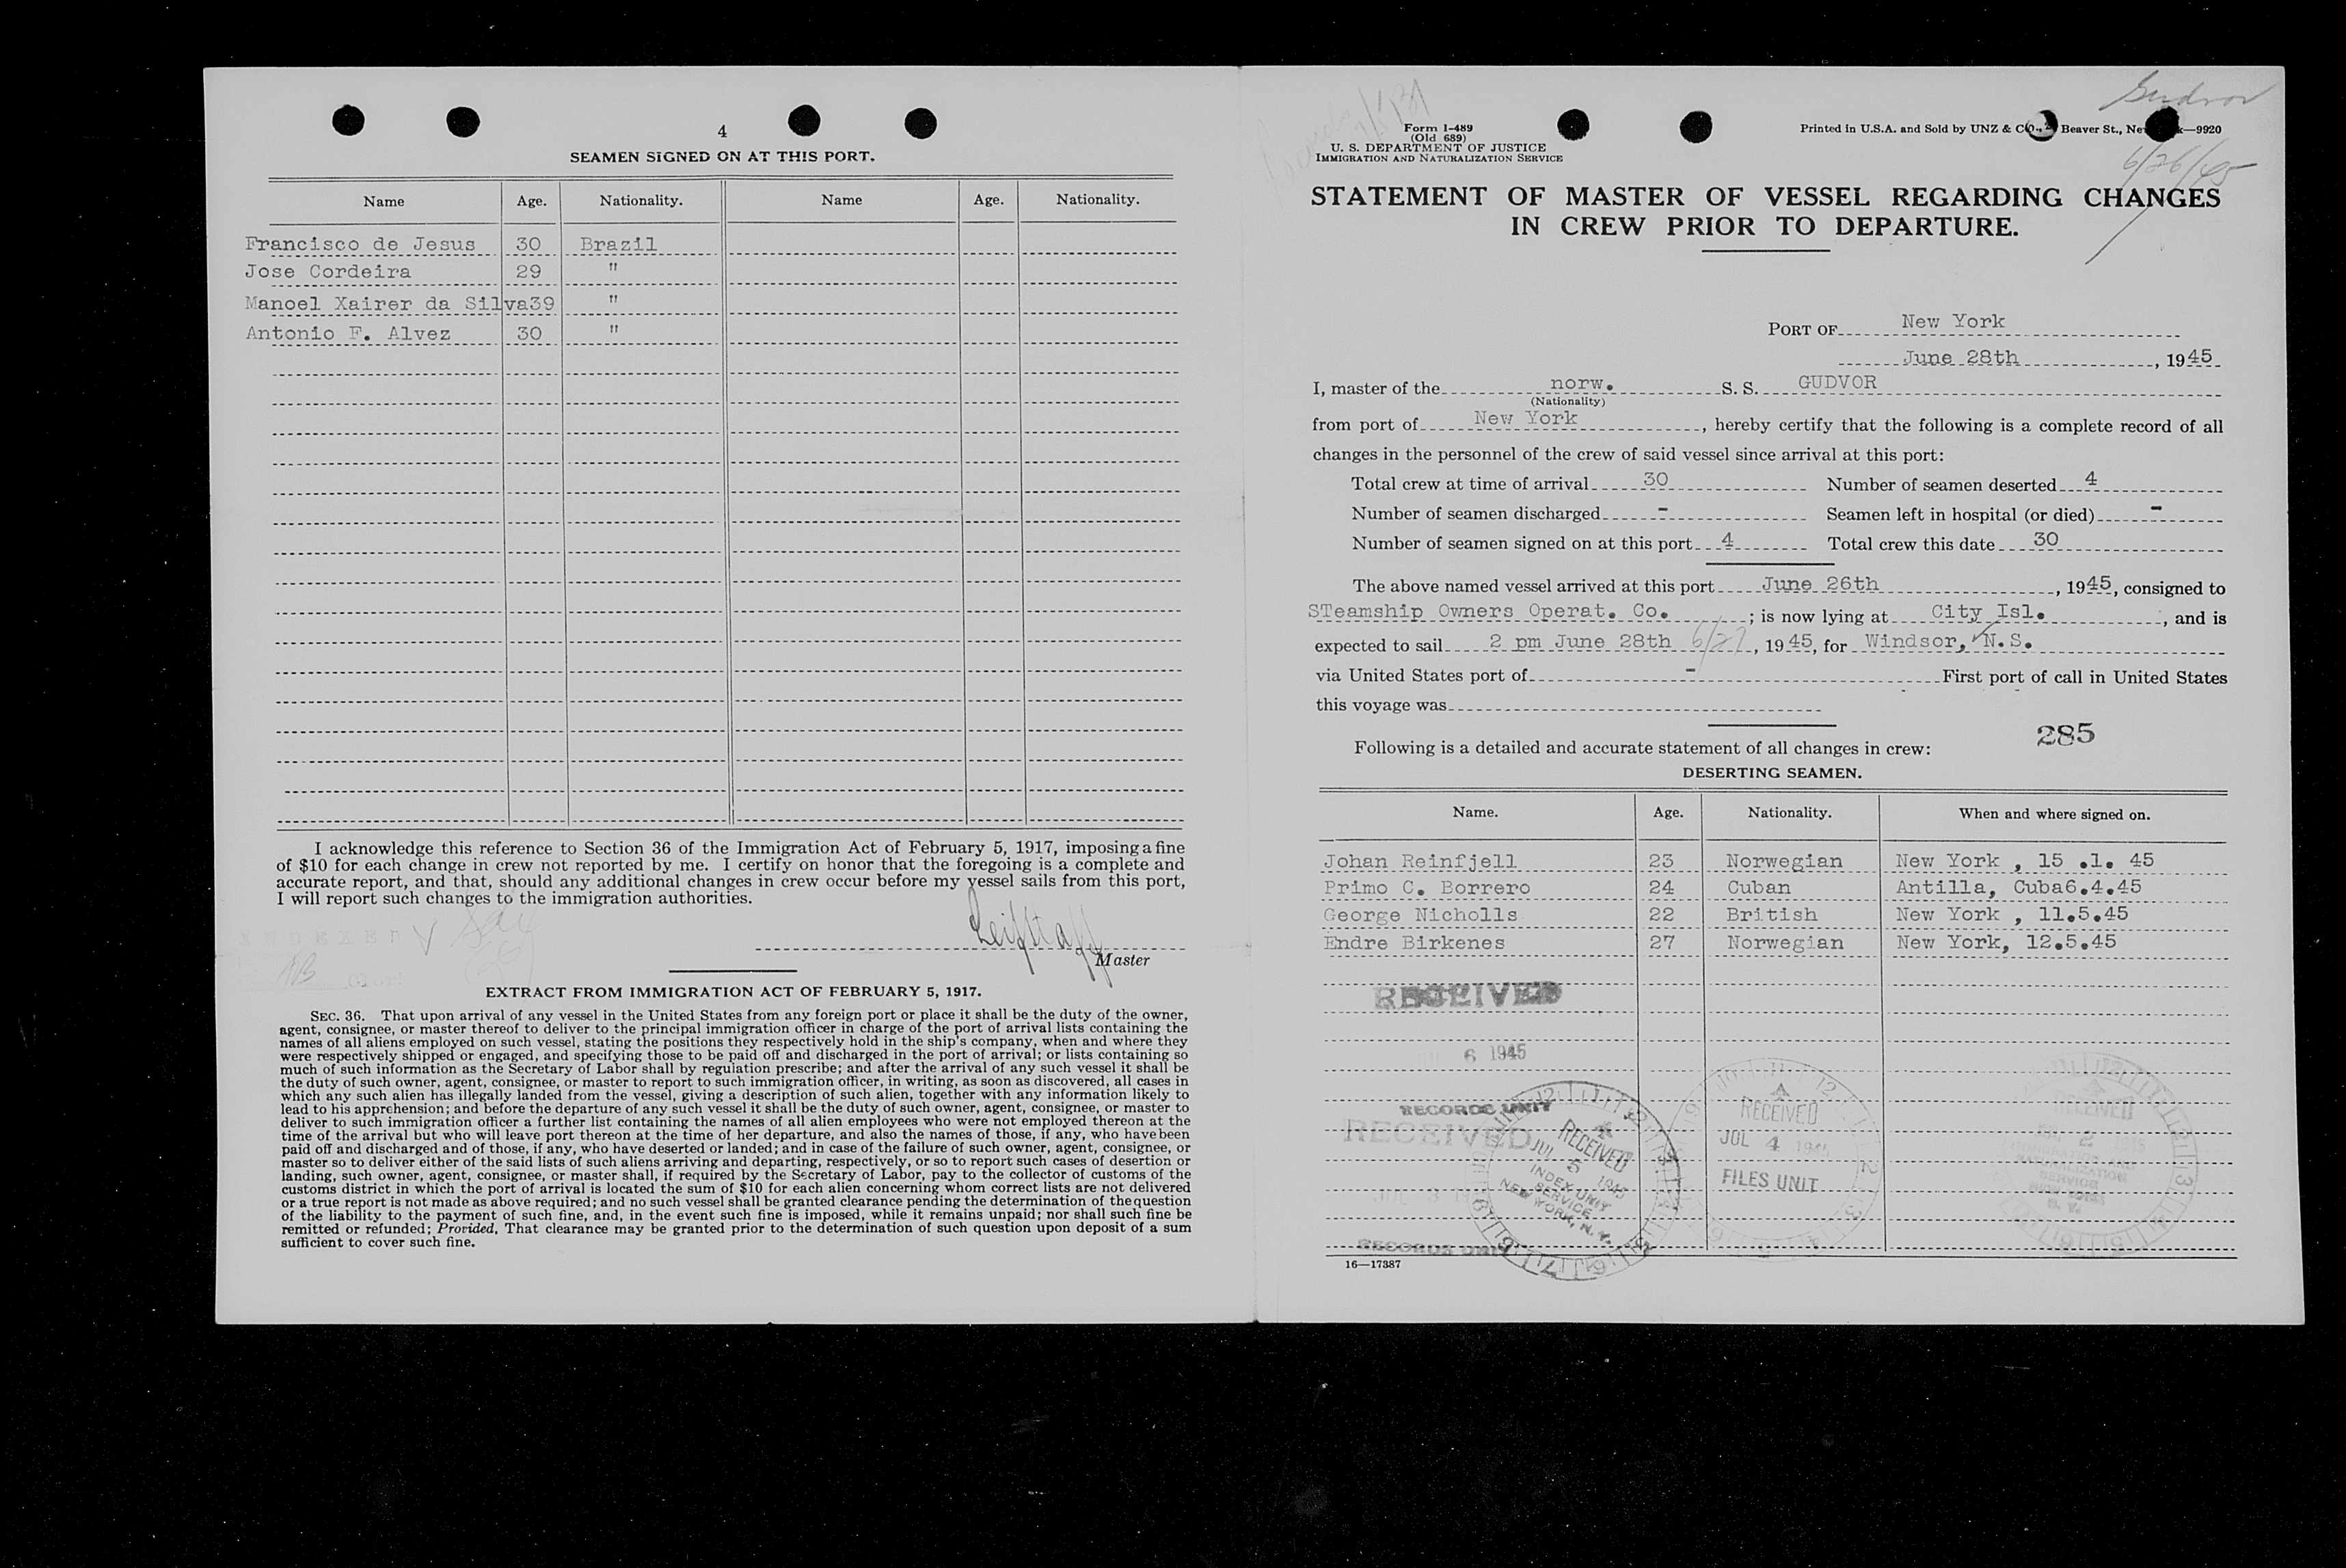 4
SEAMEN SIGNED ON AT THIS PORT.
Name Age. Nationality. Name Age. Nationality.
Francisco de Jesus 30 Brazil
Jose Cordeira 29 "
Manoel Xairer da Silva39 "
Antonio F. Alvez 30 "
I acknowledge this reference to Section 36 of the Immigration Act of February 5, 1917, imposing a fine
of $10 for each change in crew not reported by me. I certify on honor that the foregoing is a complete and
accurate report, and that, should any additional changes in crew occur before my vessel sails from this port,
I will report such changes to the immigration authorities.
INDEXED
Master
EXTRACT FROM IMMIGRATION ACT OF FEBRUARY 5, 1917.
SEC. 36. That upon arrival of any vessel in the United States from any foreign port or place it shall be the duty of the owner,
agent, consignee, or master thereof to deliver to the principal immigration officer in charge of the port of arrival lists containing the
names of all aliens employed on such vessel, stating the positions they respectively hold in the ship's company, when and where they
were respectively shipped or engaged, and specifying those to be paid off and discharged in the port of arrival; or lists containing so
much of such information as the Secretary of Labor shall by regulation prescribe; and after the arrival of any such vessel it shall be
the duty of such owner, agent, consignee, or master to report to such immigration officer, in writing, as soon as discovered, all cases in
which any such alien has illegally landed from the vessel, giving a description of such alien, together with any information likely to
lead to his apprehension; and before the departure of any such vessel it shall be the duty of such owner, agent, consignee, or master to
deliver to such immigration officer a further list containing the names of all alien employees who were not employed thereon at the
time of the arrival but who will leave port thereon at the time of her departure, and also the names of those, if any, who have been
paid off and discharged and of those, if any, who have deserted or landed; and in case of the failure of such owner, agent, consignee, or
master so to deliver either of the said lists of such aliens arriving and departing, respectively, or so to report such cases of desertion or
landing, such owner, agent, consignee, or master shall, if required by the Secretary of Labor, pay to the collector of customs of the
customs district in which the port of arrival is located the sum of $10 for each alien concerning whom correct lists are not delivered
or a true report is not made as above required; and no such vessel shall be granted clearance pending the determination of the question
of the liability to the payment of such fine, and, in the event such fine is imposed, while it remains unpaid; nor shall such fine be
remitted or refunded; Provided, That clearance may be granted prior to the determination of such question upon deposit of a sum
sufficient to cover such fine.
Gudvor
6/26/45
Form I-489
(Old 689)
U. S. DEPARTMENT OF JUSTICE
IMMIGRATION AND NATURALIZATION SERVICE
Printed in U.S.A. and Sold by UNZ & CO., Beaver St., New —9920
STATEMENT OF MASTER OF VESSEL REGARDING CHANGES
IN CREW PRIOR TO DEPARTURE.
PORT OF New York
June 28th, 1945
I, master of the norw. S. S. GUDVOR
(Nationality)
from port of New York, hereby certify that the following is a complete record of all
changes in the personnel of the crew of said vessel since arrival at this port:
Total crew at time of arrival 30 Number of seamen deserted 4
Number of seamen discharged - Seamen left in hospital (or died) -
Number of seamen signed on at this port 4 Total crew this date 30
The above named vessel arrived at this port June 26th, 1945, consigned to
STeamship Owners Operat. Co.; is now lying at City Isl., and is
expected to sail 2 pm June 28th 6/27, 1945, for Windsor, N.S.
via United States port of - First port of call in United States
this voyage was
285
Following is a detailed and accurate statement of all changes in crew:
DESERTING SEAMEN.
Name. Age. Nationality. When and where signed on.
Johan Reinfjell 23 Norwegian New York , 15 .1. 45
Primo C. Borrero 24 Cuban Antilla, Cuba6.4.45
George Nicholls 22 British New York , 11.5.45
Endre Birkenes 27 Norwegian New York, 12.5.45
RECEIVED
6 1945
RECORDS UNIT
RECEIVED
RECORDS UNIT
RECEIVED
JUL 5 1945
INDEX UNIT
SERVICE
NEW YORK, N.Y.
RECEIVED
JUL 4 1945
FILES UNIT
RECEIVED
2 1945
16—17387